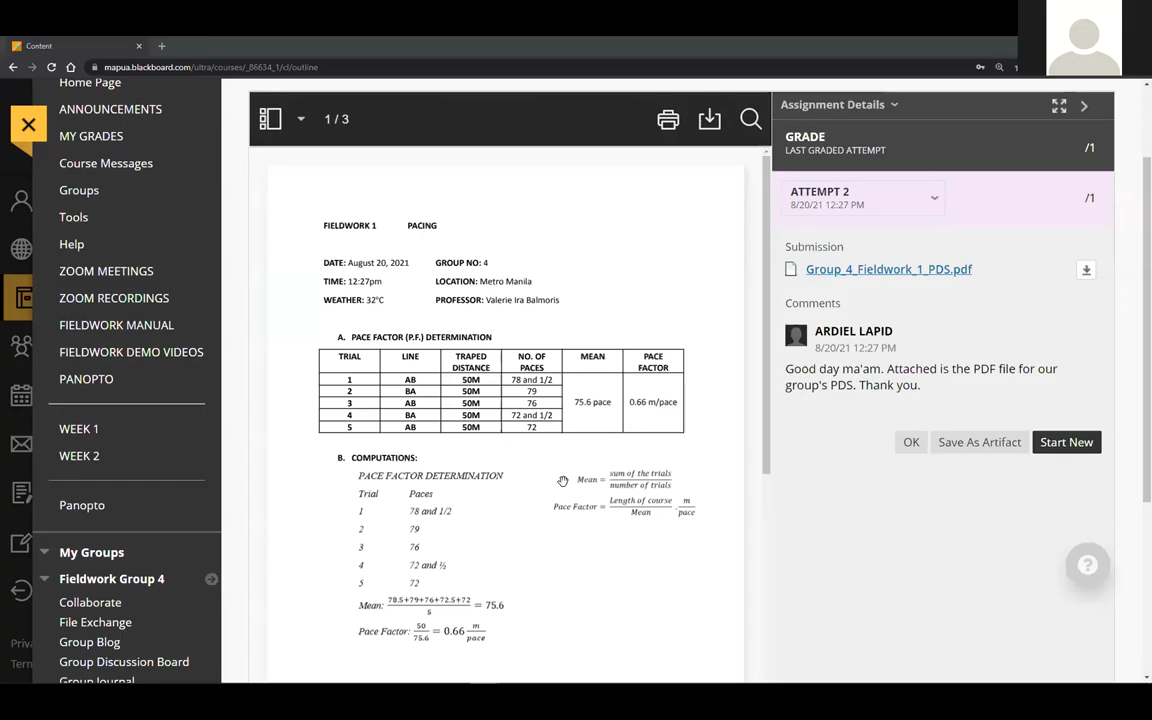 Content
mapua.blackboard.com/ultra/courses/_86634_1/cl/outline
Home Page
ANNOUNCEMENTS
MY GRADES
Course Messages
Groups
Tools
Help
ZOOM MEETINGS
ZOOM RECORDINGS
FIELDWORK MANUAL
FIELDWORK DEMO VIDEOS
PANOPTO
WEEK 1
WEEK 2
Panopto
My Groups
Fieldwork Group 4
Collaborate
File Exchange
Group Blog
Group Discussion Board
Group Journal
Priva
Term
1 / 3
FIELDWORK 1 PACING
DATE: August 20, 2021 GROUP NO: 4
TIME: 12:27pm LOCATION: Metro Manila
WEATHER: 32°C PROFESSOR: Valerie Ira Balmoris
A. PACE FACTOR (P.F.) DETERMINATION
TRIAL LINE TRAPED DISTANCE NO. OF PACES MEAN PACE FACTOR
1 AB 50M 78 and 1/2
2 BA 50M 79
3 AB 50M 76 75.6 pace 0.66 m/pace
4 BA 50M 72 and 1/2
5 AB 50M 72
B. COMPUTATIONS:
PACE FACTOR DETERMINATION
Trial Paces
1 78 and 1/2
2 79
3 76
4 72 and ½
5 72
Mean: 78.5+79+76+72.5+72 / 5 = 75.6
Pace Factor: 50 / 75.6 = 0.66 m / pace
Mean = sum of the trials / number of trials
Pace Factor = Length of course / Mean . m / pace
Assignment Details
GRADE
LAST GRADED ATTEMPT
/1
ATTEMPT 2
8/20/21 12:27 PM
/1
Submission
Group_4_Fieldwork_1_PDS.pdf
Comments
ARDIEL LAPID
8/20/21 12:27 PM
Good day ma'am. Attached is the PDF file for our
group's PDS. Thank you.
OK Save As Artifact Start New